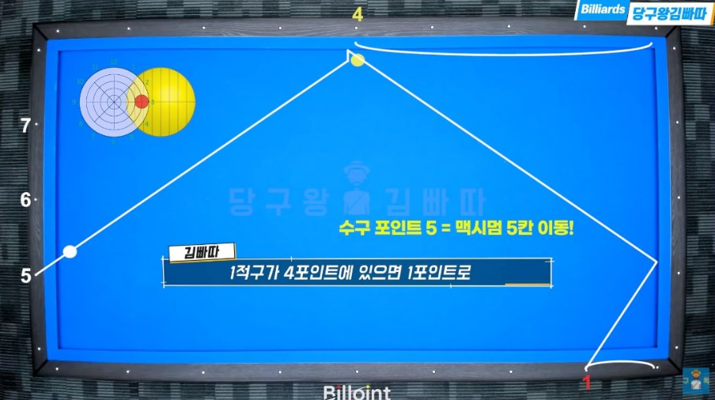 4
Billiards 당구왕김빠따
7
6
당구왕 김빠따
수구 포인트 5 = 맥시멈 5칸 이동!
김빠따
5
1적구가 4포인트에 있으면 1포인트로
1
Billoint